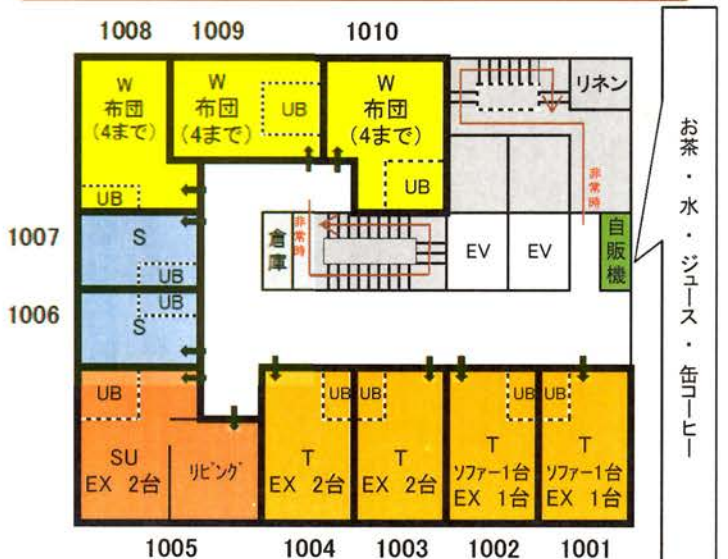 1008
1009
1010
W
布団
(4まで)
UB
W
布団
(4まで)
UB
W
布団
(4まで)
UB
リネン
非常時
お茶・水・ジュース・缶コーヒー
1007
S
UB
倉庫
非常時
EV
EV
自販機
1006
UB
S
UB
SU
EX 2台
リビング
UB
T
EX 2台
UB
T
EX 2台
UB
T
ソファー1台
EX 1台
UB
T
ソファー1台
EX 1台
1005
1004
1003
1002
1001